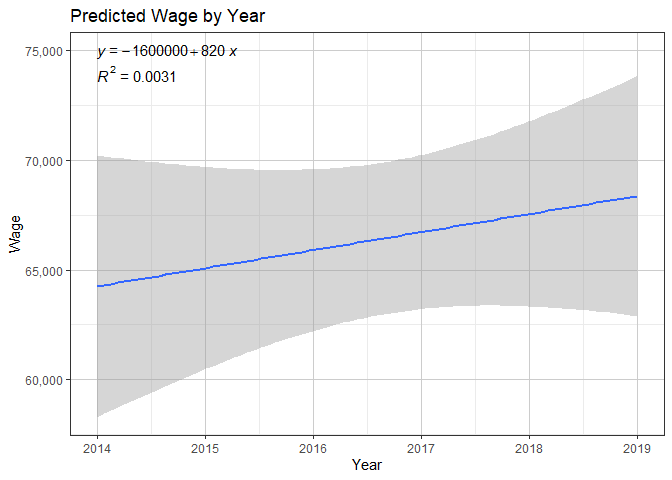 Predicted Wage by Year
y = −1600000+820 x
R² = 0.0031
75,000
70,000
65,000
60,000
Wage
2014 2015 2016 2017 2018 2019
Year